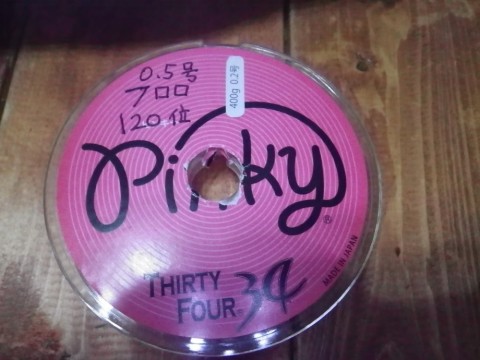 0.5号
フロロ
120位
400g 0.2号
Pinky®
THIRTY
FOUR 34
MADE IN JAPAN